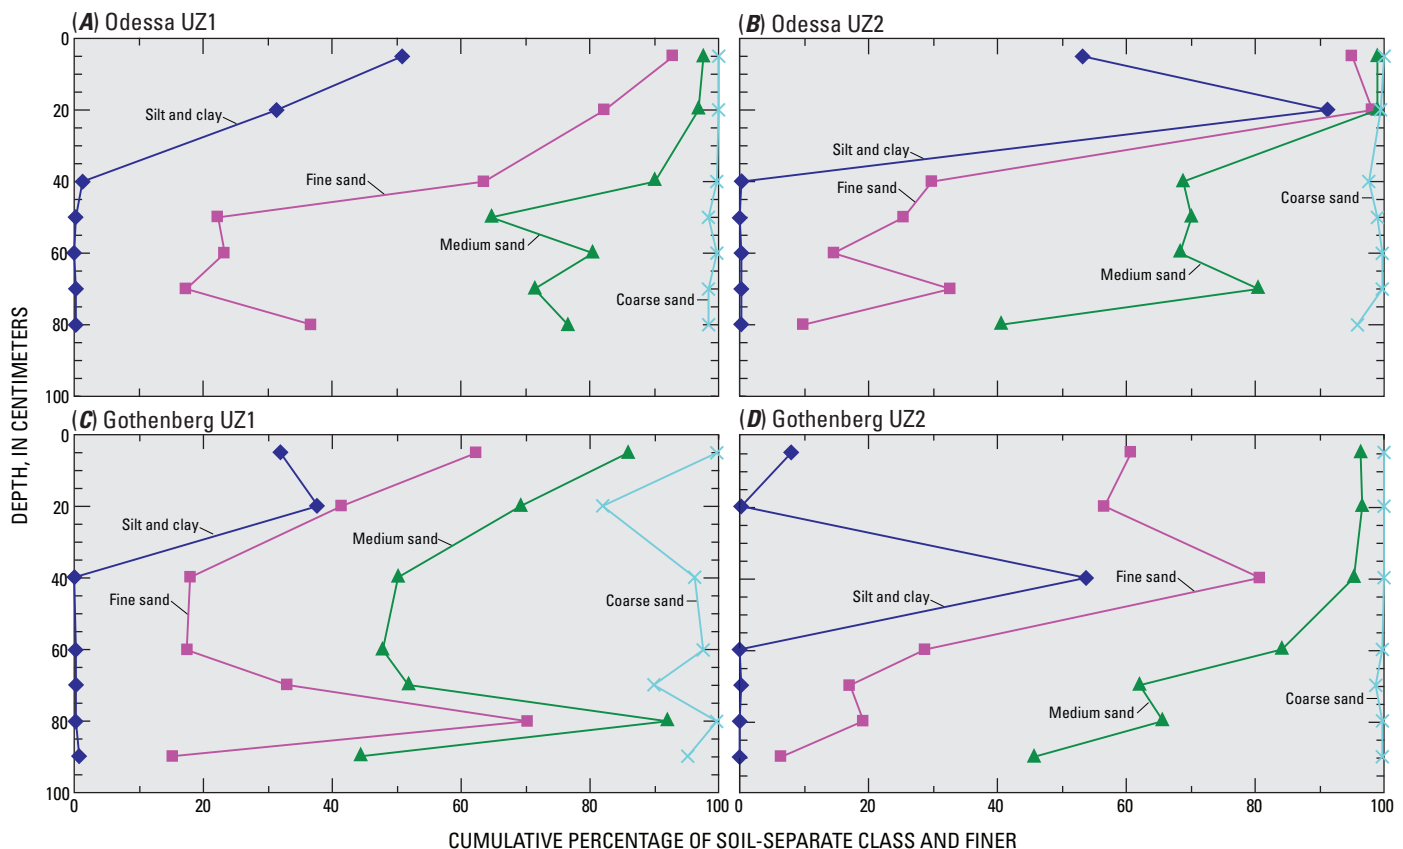 (A) Odessa UZ1
(B) Odessa UZ2
0
20
40
60
80
100
Silt and clay
Fine sand
Medium sand
Coarse sand
Silt and clay
Fine sand
Coarse sand
Medium sand
(C) Gothenberg UZ1
(D) Gothenberg UZ2
0
20
40
60
80
100
Silt and clay
Medium sand
Fine sand
Coarse sand
Fine sand
Silt and clay
Medium sand
Coarse sand
0 20 40 60 80 100
0 20 40 60 80 100
DEPTH, IN CENTIMETERS
CUMULATIVE PERCENTAGE OF SOIL-SEPARATE CLASS AND FINER